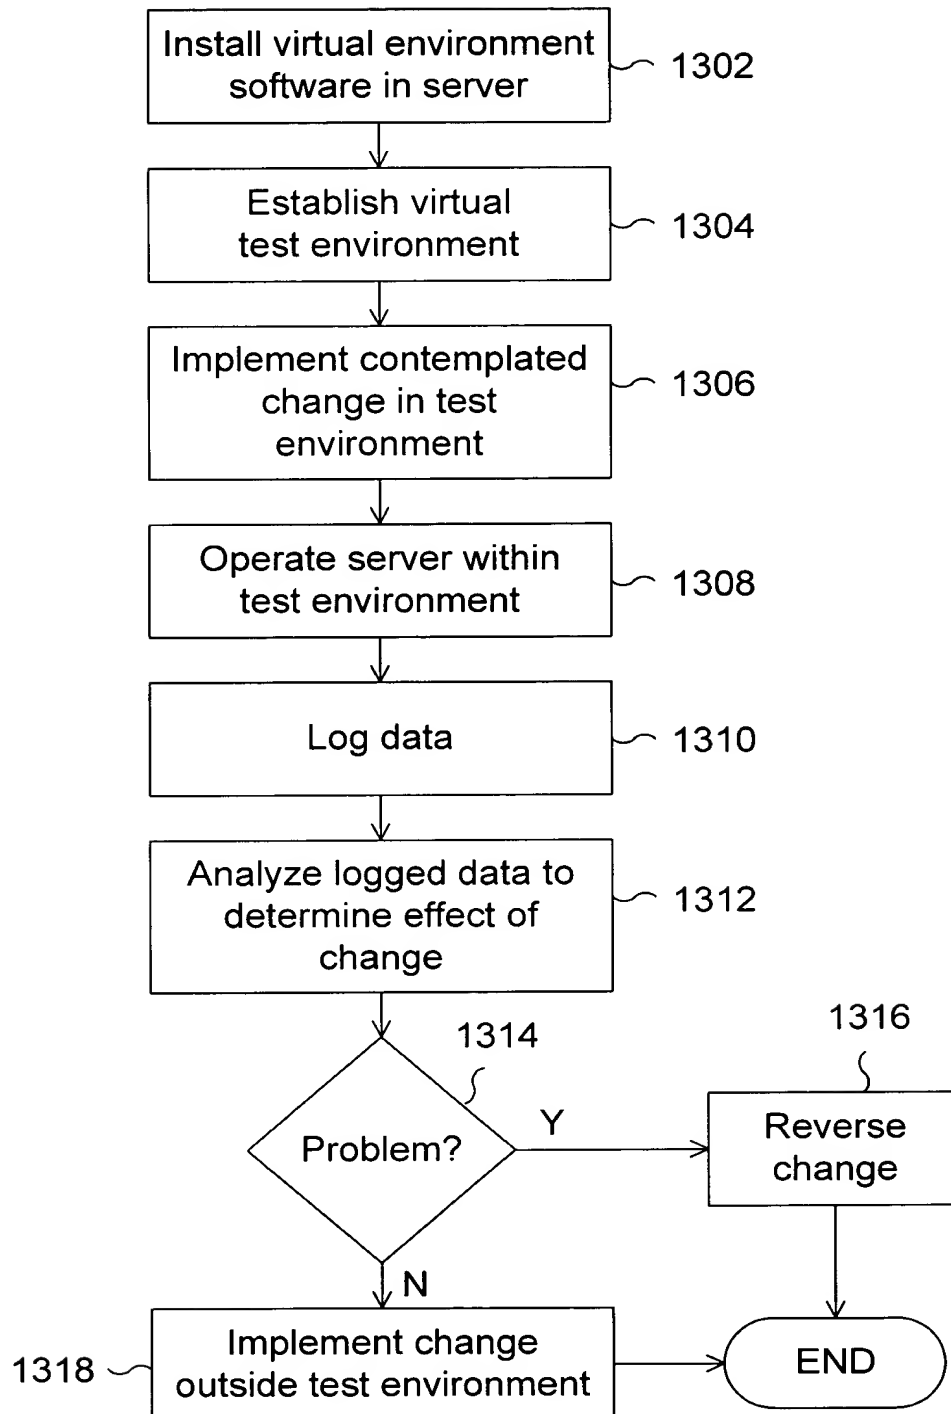 Install virtual environment
software in server
1302
Establish virtual
test environment
1304
Implement contemplated
change in test
environment
1306
Operate server within
test environment
1308
Log data
1310
Analyze logged data to
determine effect of
change
1312
1314
Problem?
Y
1316
Reverse
change
N
Implement change
outside test environment
1318
END